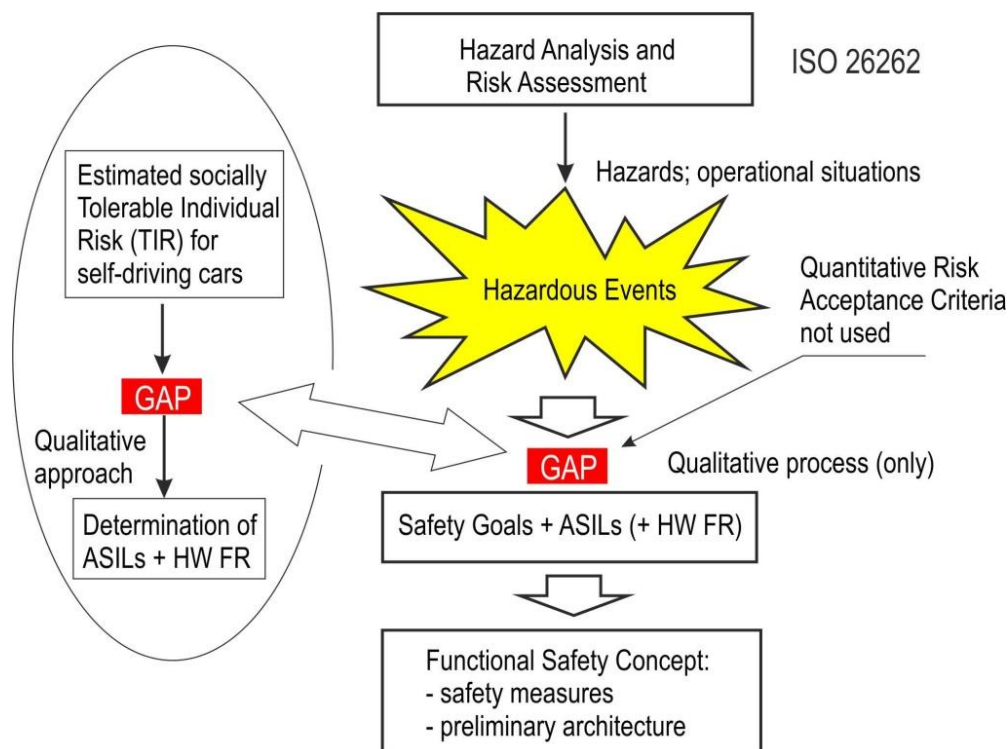 Hazard Analysis and
Risk Assessment
ISO 26262
Hazards; operational situations
Estimated socially
Tolerable Individual
Risk (TIR) for
self-driving cars
Hazardous Events
Quantitative Risk
Acceptance Criteria
not used
GAP
Qualitative
approach
GAP
Qualitative process (only)
Determination of
ASILs + HW FR
Safety Goals + ASILs (+ HW FR)
Functional Safety Concept:
- safety measures
- preliminary architecture